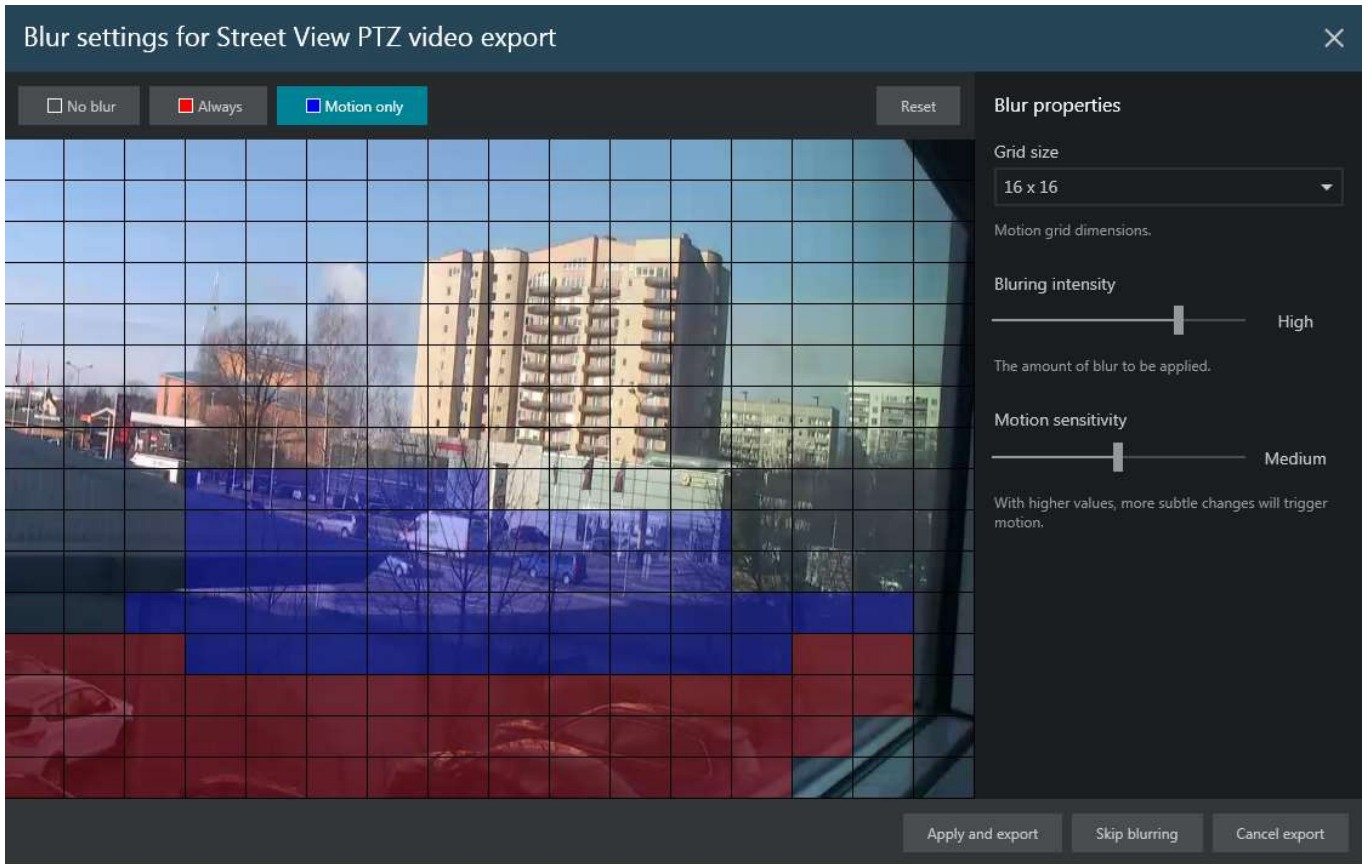 Blur settings for Street View PTZ video export
No blur
Always
Motion only
Reset
Blur properties
Grid size
16 x 16
Motion grid dimensions.
Bluring intensity
High
The amount of blur to be applied.
Motion sensitivity
Medium
With higher values, more subtle changes will trigger
motion.
Apply and export
Skip blurring
Cancel export